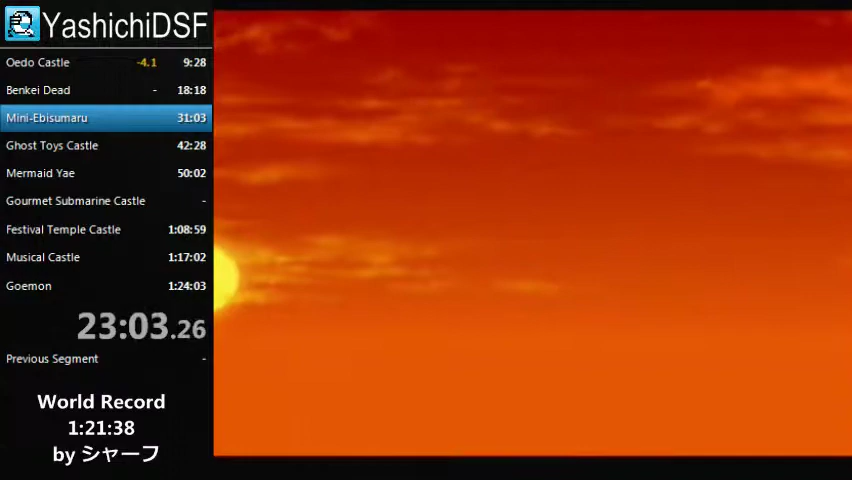 YashichiDSF
Oedo Castle -4.1 9:28
Benkei Dead - 18:18
Mini-Ebisumaru 31:03
Ghost Toys Castle 42:28
Mermaid Yae 50:02
Gourmet Submarine Castle -
Festival Temple Castle 1:08:59
Musical Castle 1:17:02
Goemon 1:24:03
23:03.26
Previous Segment -
World Record
1:21:38
by シャーフ